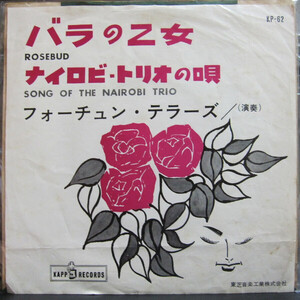 KP-62
バラの乙女
ROSEBUD
ナイロビ・トリオの唄
SONG OF THE NAIROBI TRIO
フォーチュン・テラーズ/(演奏)
KAPP RECORDS
東芝音楽工業株式会社